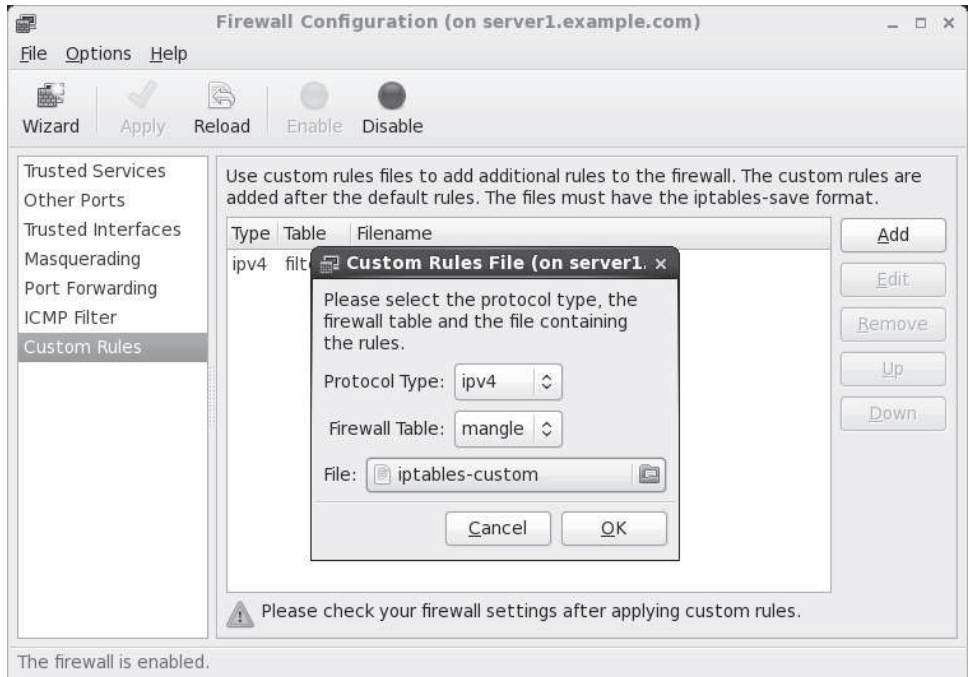 Firewall Configuration (on server1.example.com)
File Options Help
Wizard Apply Reload Enable Disable
Trusted Services
Other Ports
Trusted Interfaces
Masquerading
Port Forwarding
ICMP Filter
Custom Rules
Use custom rules files to add additional rules to the firewall. The custom rules are
added after the default rules. The files must have the iptables-save format.
Type Table Filename
ipv4 filt
Add
Edit
Remove
Up
Down
Custom Rules File (on server1.
Please select the protocol type, the
firewall table and the file containing
the rules.
Protocol Type: ipv4
Firewall Table: mangle
File: iptables-custom
Cancel OK
Please check your firewall settings after applying custom rules.
The firewall is enabled.